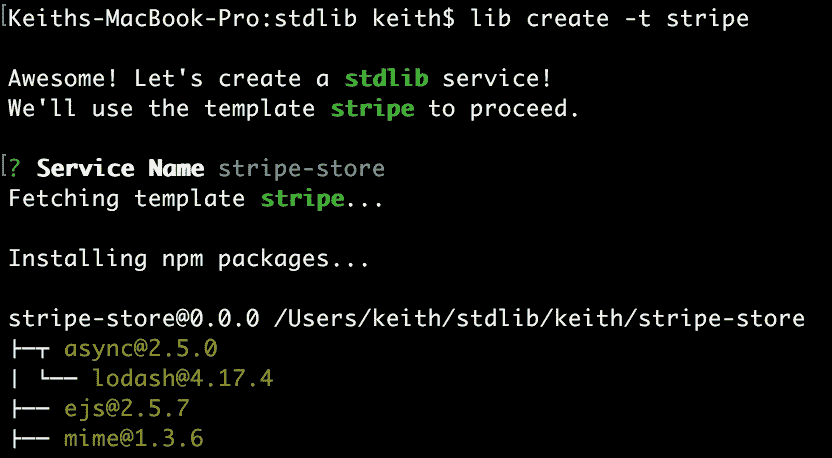 [Keiths-MacBook-Pro:stdlib keith$ lib create -t stripe
Awesome! Let's create a stdlib service!
We'll use the template stripe to proceed.
[? Service Name stripe-store
Fetching template stripe...
Installing npm packages...
stripe-store@0.0.0 /Users/keith/stdlib/keith/stripe-store
├─┬ async@2.5.0
│ └── lodash@4.17.4
├── ejs@2.5.7
├── mime@1.3.6